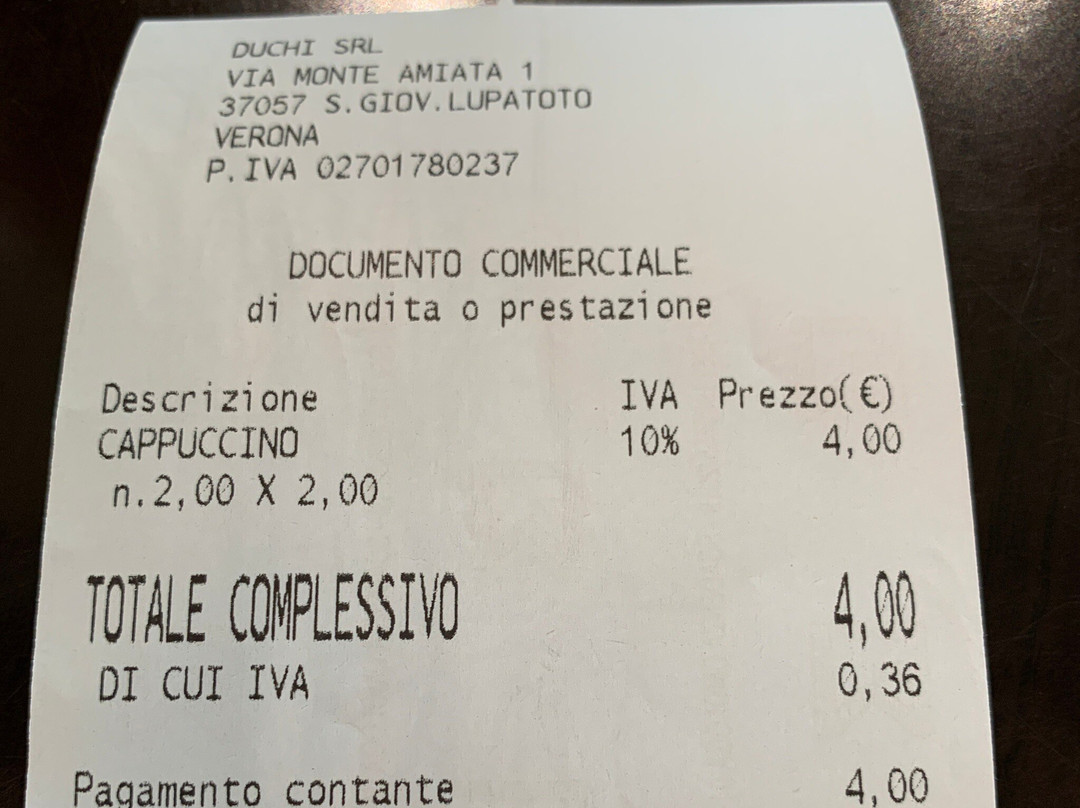 DUCHI SRL
VIA MONTE AMIATA 1
37057 S.GIOV.LUPATOTO
VERONA
P.IVA 02701780237
DOCUMENTO COMMERCIALE
di vendita o prestazione
Descrizione IVA Prezzo(€)
CAPPUCCINO 10% 4,00
n.2,00 X 2,00
TOTALE COMPLESSIVO 4,00
DI CUI IVA 0,36
Pagamento contante 4,00